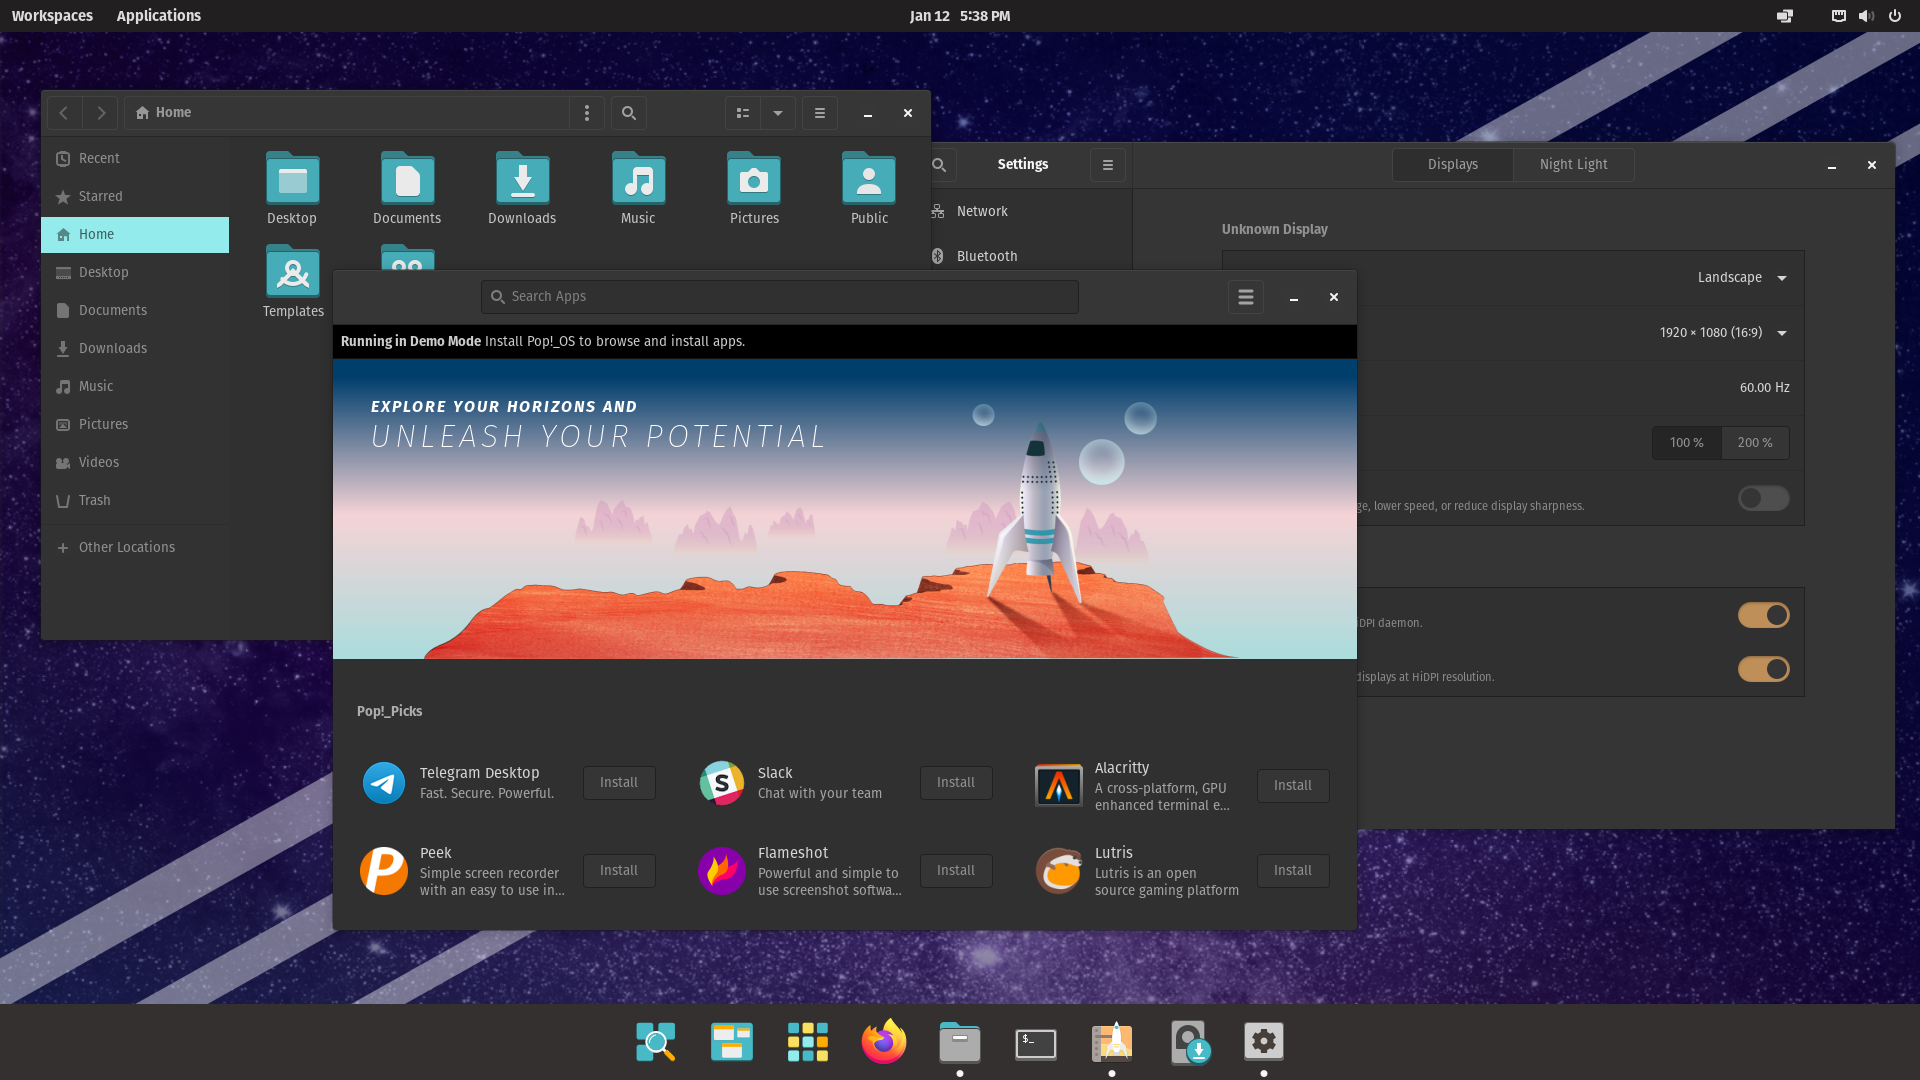 Workspaces
Applications
Jan 12 5:38 PM
Home
Recent
Starred
Home
Desktop
Documents
Downloads
Music
Pictures
Videos
Trash
Other Locations
Desktop
Documents
Downloads
Music
Pictures
Public
Templates
Settings
Network
Bluetooth
Displays
Night Light
Unknown Display
Landscape
1920 × 1080 (16:9)
60.00 Hz
100 %
200 %
ge, lower speed, or reduce display sharpness.
iDPI daemon.
displays at HiDPI resolution.
Search Apps
Running in Demo Mode Install Pop!_OS to browse and install apps.
EXPLORE YOUR HORIZONS AND
UNLEASH YOUR POTENTIAL
Pop!_Picks
Telegram Desktop
Fast. Secure. Powerful.
Install
S
Slack
Chat with your team
Install
Alacritty
A cross-platform, GPU
enhanced terminal e...
Install
P
Peek
Simple screen recorder
with an easy to use in...
Install
Flameshot
Powerful and simple to
use screenshot softwa...
Install
Lutris
Lutris is an open
source gaming platform
Install
$_